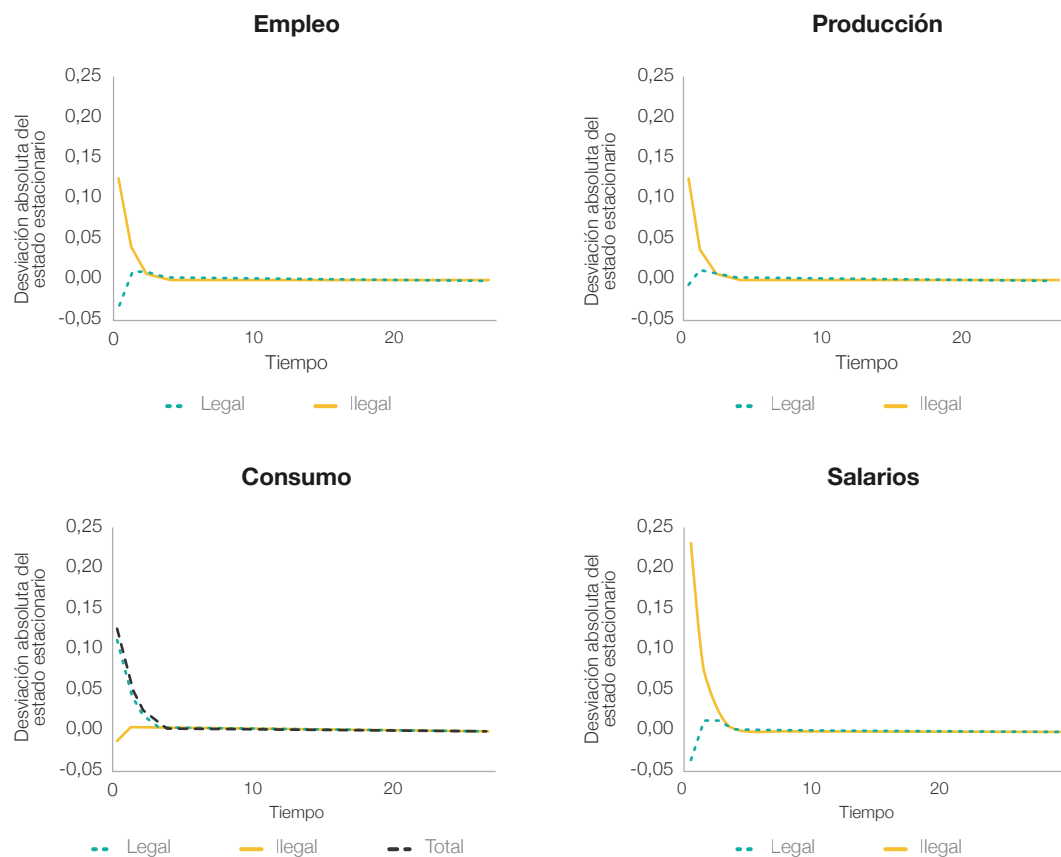 Empleo
Desviación absoluta del
estado estacionario
0,25
0,20
0,15
0,10
0,05
0,00
-0,05
0
10
20
Tiempo
Legal
Ilegal
Producción
Desviación absoluta del
estado estacionario
0,25
0,20
0,15
0,10
0,05
0,00
-0,05
0
10
20
Tiempo
Legal
Ilegal
Consumo
Desviación absoluta del
estado estacionario
0,25
0,20
0,15
0,10
0,05
0,00
-0,05
0
10
20
Tiempo
Legal
Ilegal
Total
Salarios
Desviación absoluta del
estado estacionario
0,25
0,20
0,15
0,10
0,05
0,00
-0,05
0
10
20
Tiempo
Legal
Ilegal